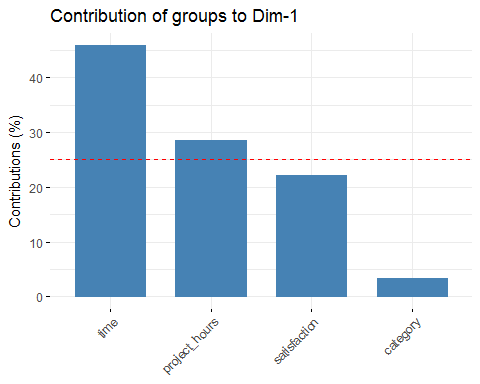 Contribution of groups to Dim-1
Contributions (%)
40
30
20
10
0
time
project_hours
satisfaction
category